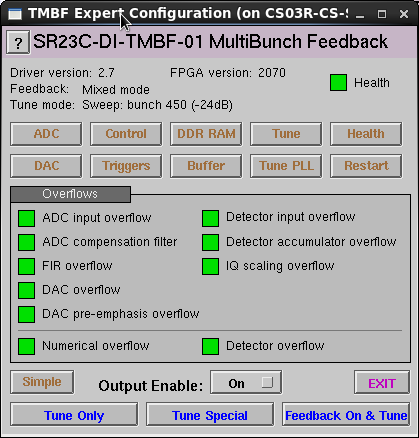 TMBF Expert Configuration (on CS03R-CS-S
? SR23C-DI-TMBF-01 MultiBunch Feedback
Driver version: 2.7 FPGA version: 2070
Feedback: Mixed mode Health
Tune mode: Sweep: bunch 450 (-24dB)
ADC Control DDR RAM Tune Health
DAC Triggers Buffer Tune PLL Restart
Overflows
ADC input overflow Detector input overflow
ADC compensation filter Detector accumulator overflow
FIR overflow IQ scaling overflow
DAC overflow
DAC pre-emphasis overflow
Numerical overflow Detector overflow
Simple Output Enable: On EXIT
Tune Only Tune Special Feedback On & Tune